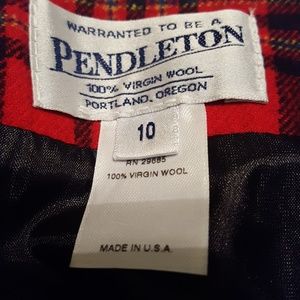 WARRANTED TO BE A
PENDLETON
100% VIRGIN WOOL
PORTLAND, OREGON
10
RN 29685
100% VIRGIN WOOL
MADE IN U.S.A.